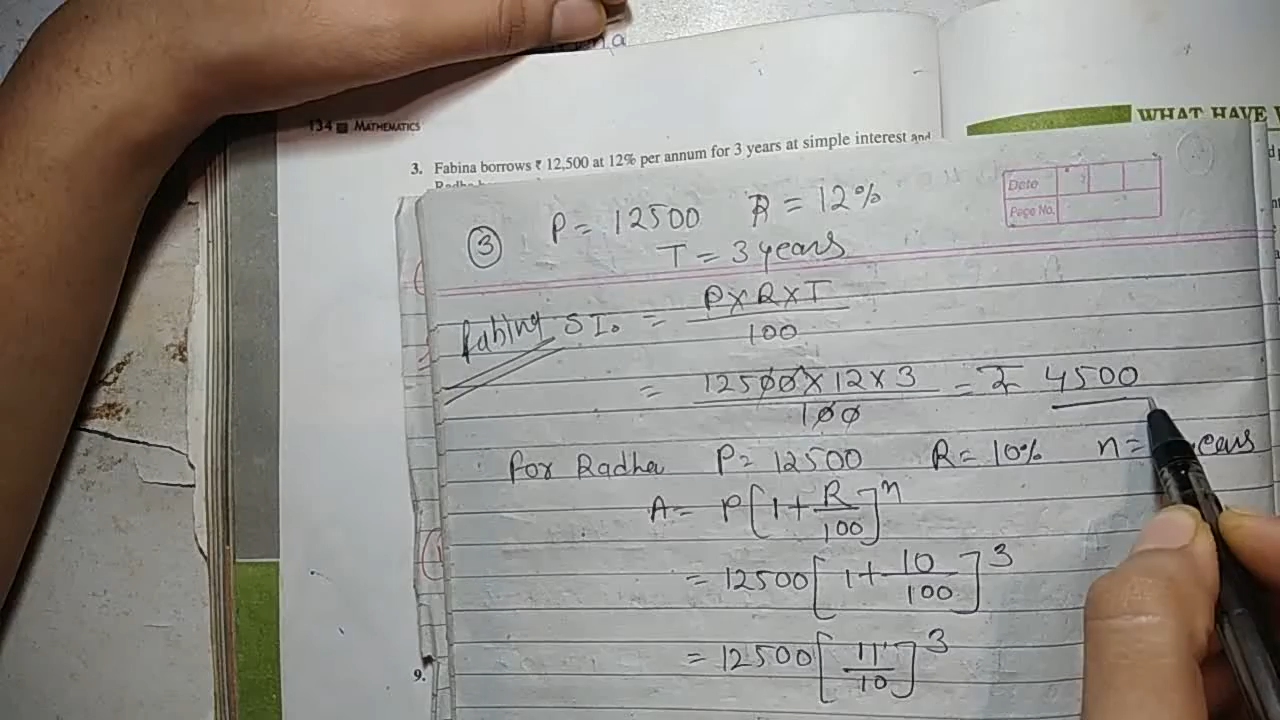 134 MATHEMATICS
WHAT HAVE
3. Fabina borrows ₹ 12,500 at 12% per annum for 3 years at simple interest and
Date
Page No.
③ P = 12500 R = 12%
T = 3 years
SI. = P×R×T / 100
= 12500 × 12 × 3 / 100 = ₹ 4500
for Radha P = 12500 R = 10% n = ears
A = P[1 + R/100]^n
= 12500[1 + 10/100]^3
= 12500[11/10]^3
9.